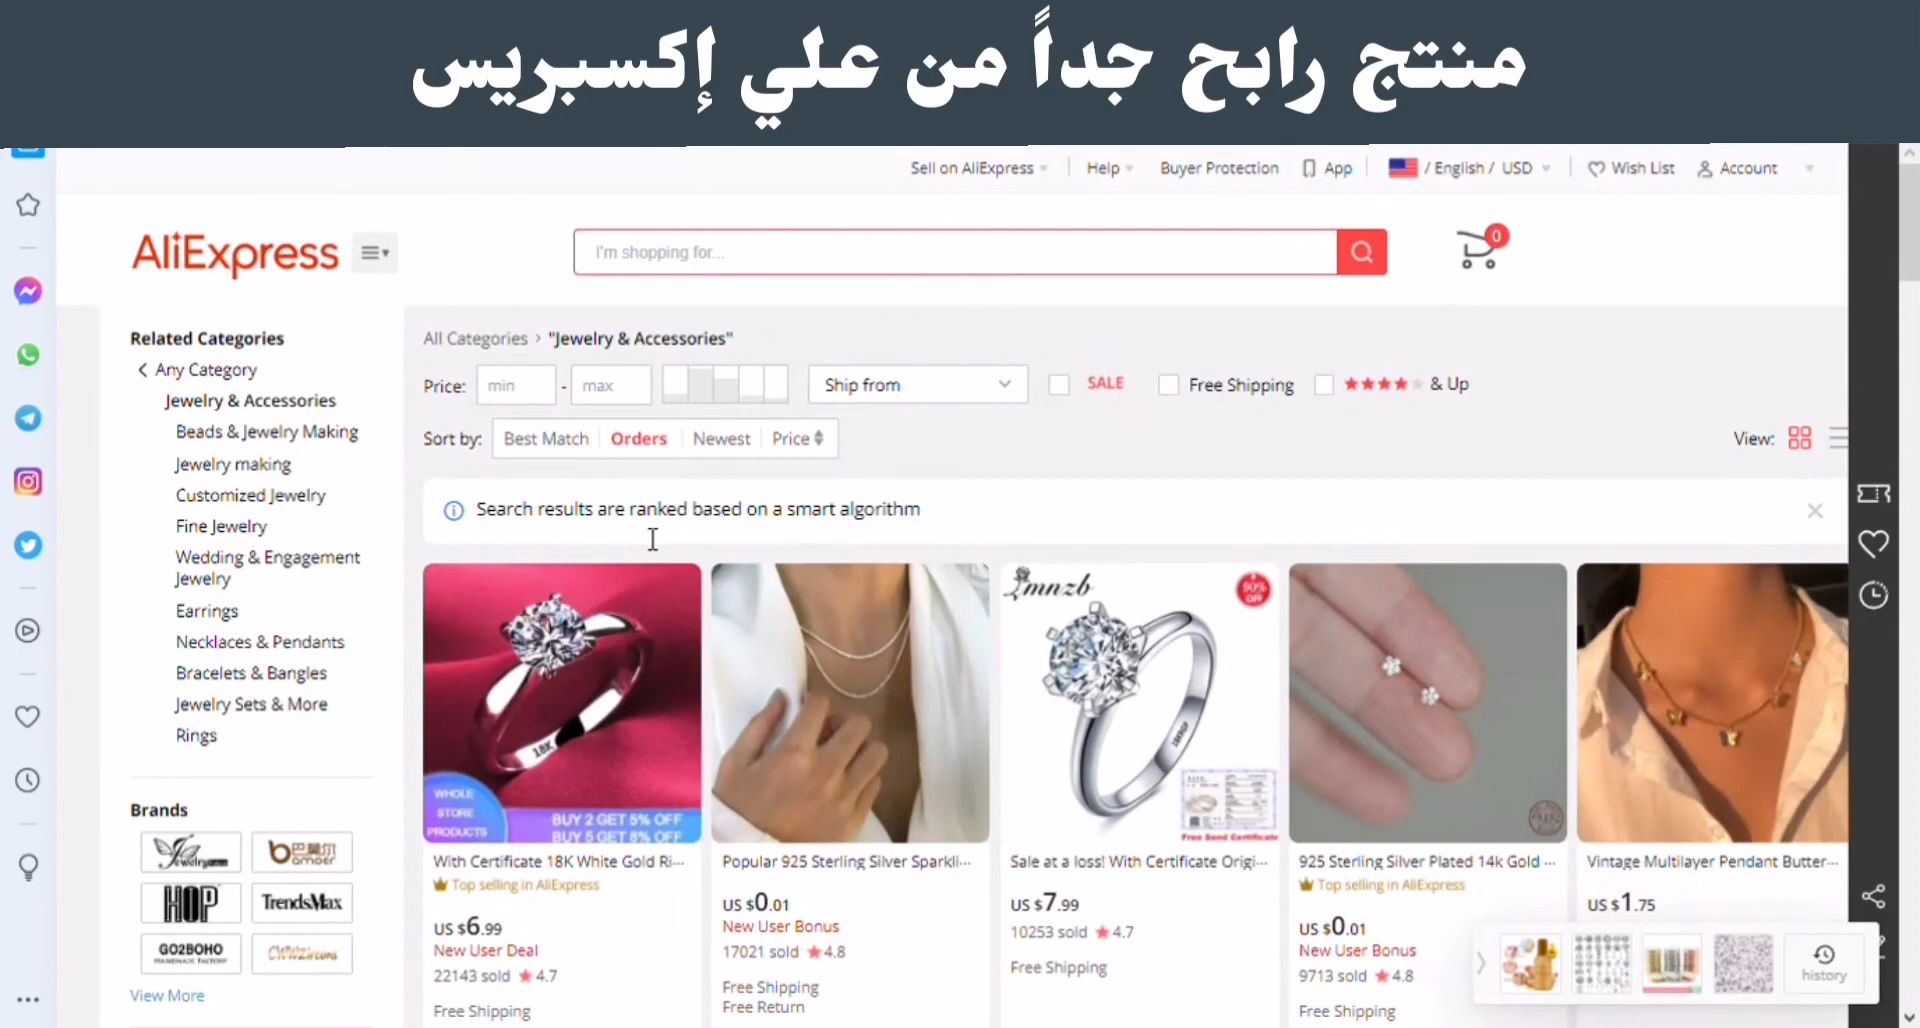 منتج رابح جداً من علي إكسبريس
Sell on AliExpress
Help
Buyer Protection
App
/ English / USD
Wish List
Account
AliExpress
I'm shopping for...
0
Related Categories
Any Category
Jewelry & Accessories
Beads & Jewelry Making
Jewelry making
Customized Jewelry
Fine Jewelry
Wedding & Engagement
Jewelry
Earrings
Necklaces & Pendants
Bracelets & Bangles
Jewelry Sets & More
Rings
Brands
HOP
TrendsMax
GO2BOHO
View More
All Categories > "Jewelry & Accessories"
Price: min - max
Ship from
SALE
Free Shipping
& Up
Sort by: Best Match Orders Newest Price
View:
Search results are ranked based on a smart algorithm
WHOLE
STORE
PRODUCTS
BUY 2 GET 5% OFF
BUY 5 GET 8% OFF
18K
With Certificate 18K White Gold Ri...
Top selling in AliExpress
US $6.99
New User Deal
22143 sold 4.7
Free Shipping
Popular 925 Sterling Silver Sparkli...
US $0.01
New User Bonus
17021 sold 4.8
Free Shipping
Free Return
90%
OFF
Free Send Certificate
Sale at a loss! With Certificate Origi...
US $7.99
10253 sold 4.7
Free Shipping
925 Sterling Silver Plated 14k Gold ...
Top selling in AliExpress
US $0.01
New User Bonus
9713 sold 4.8
Free Shipping
Vintage Multilayer Pendant Butter...
US $1.75
history